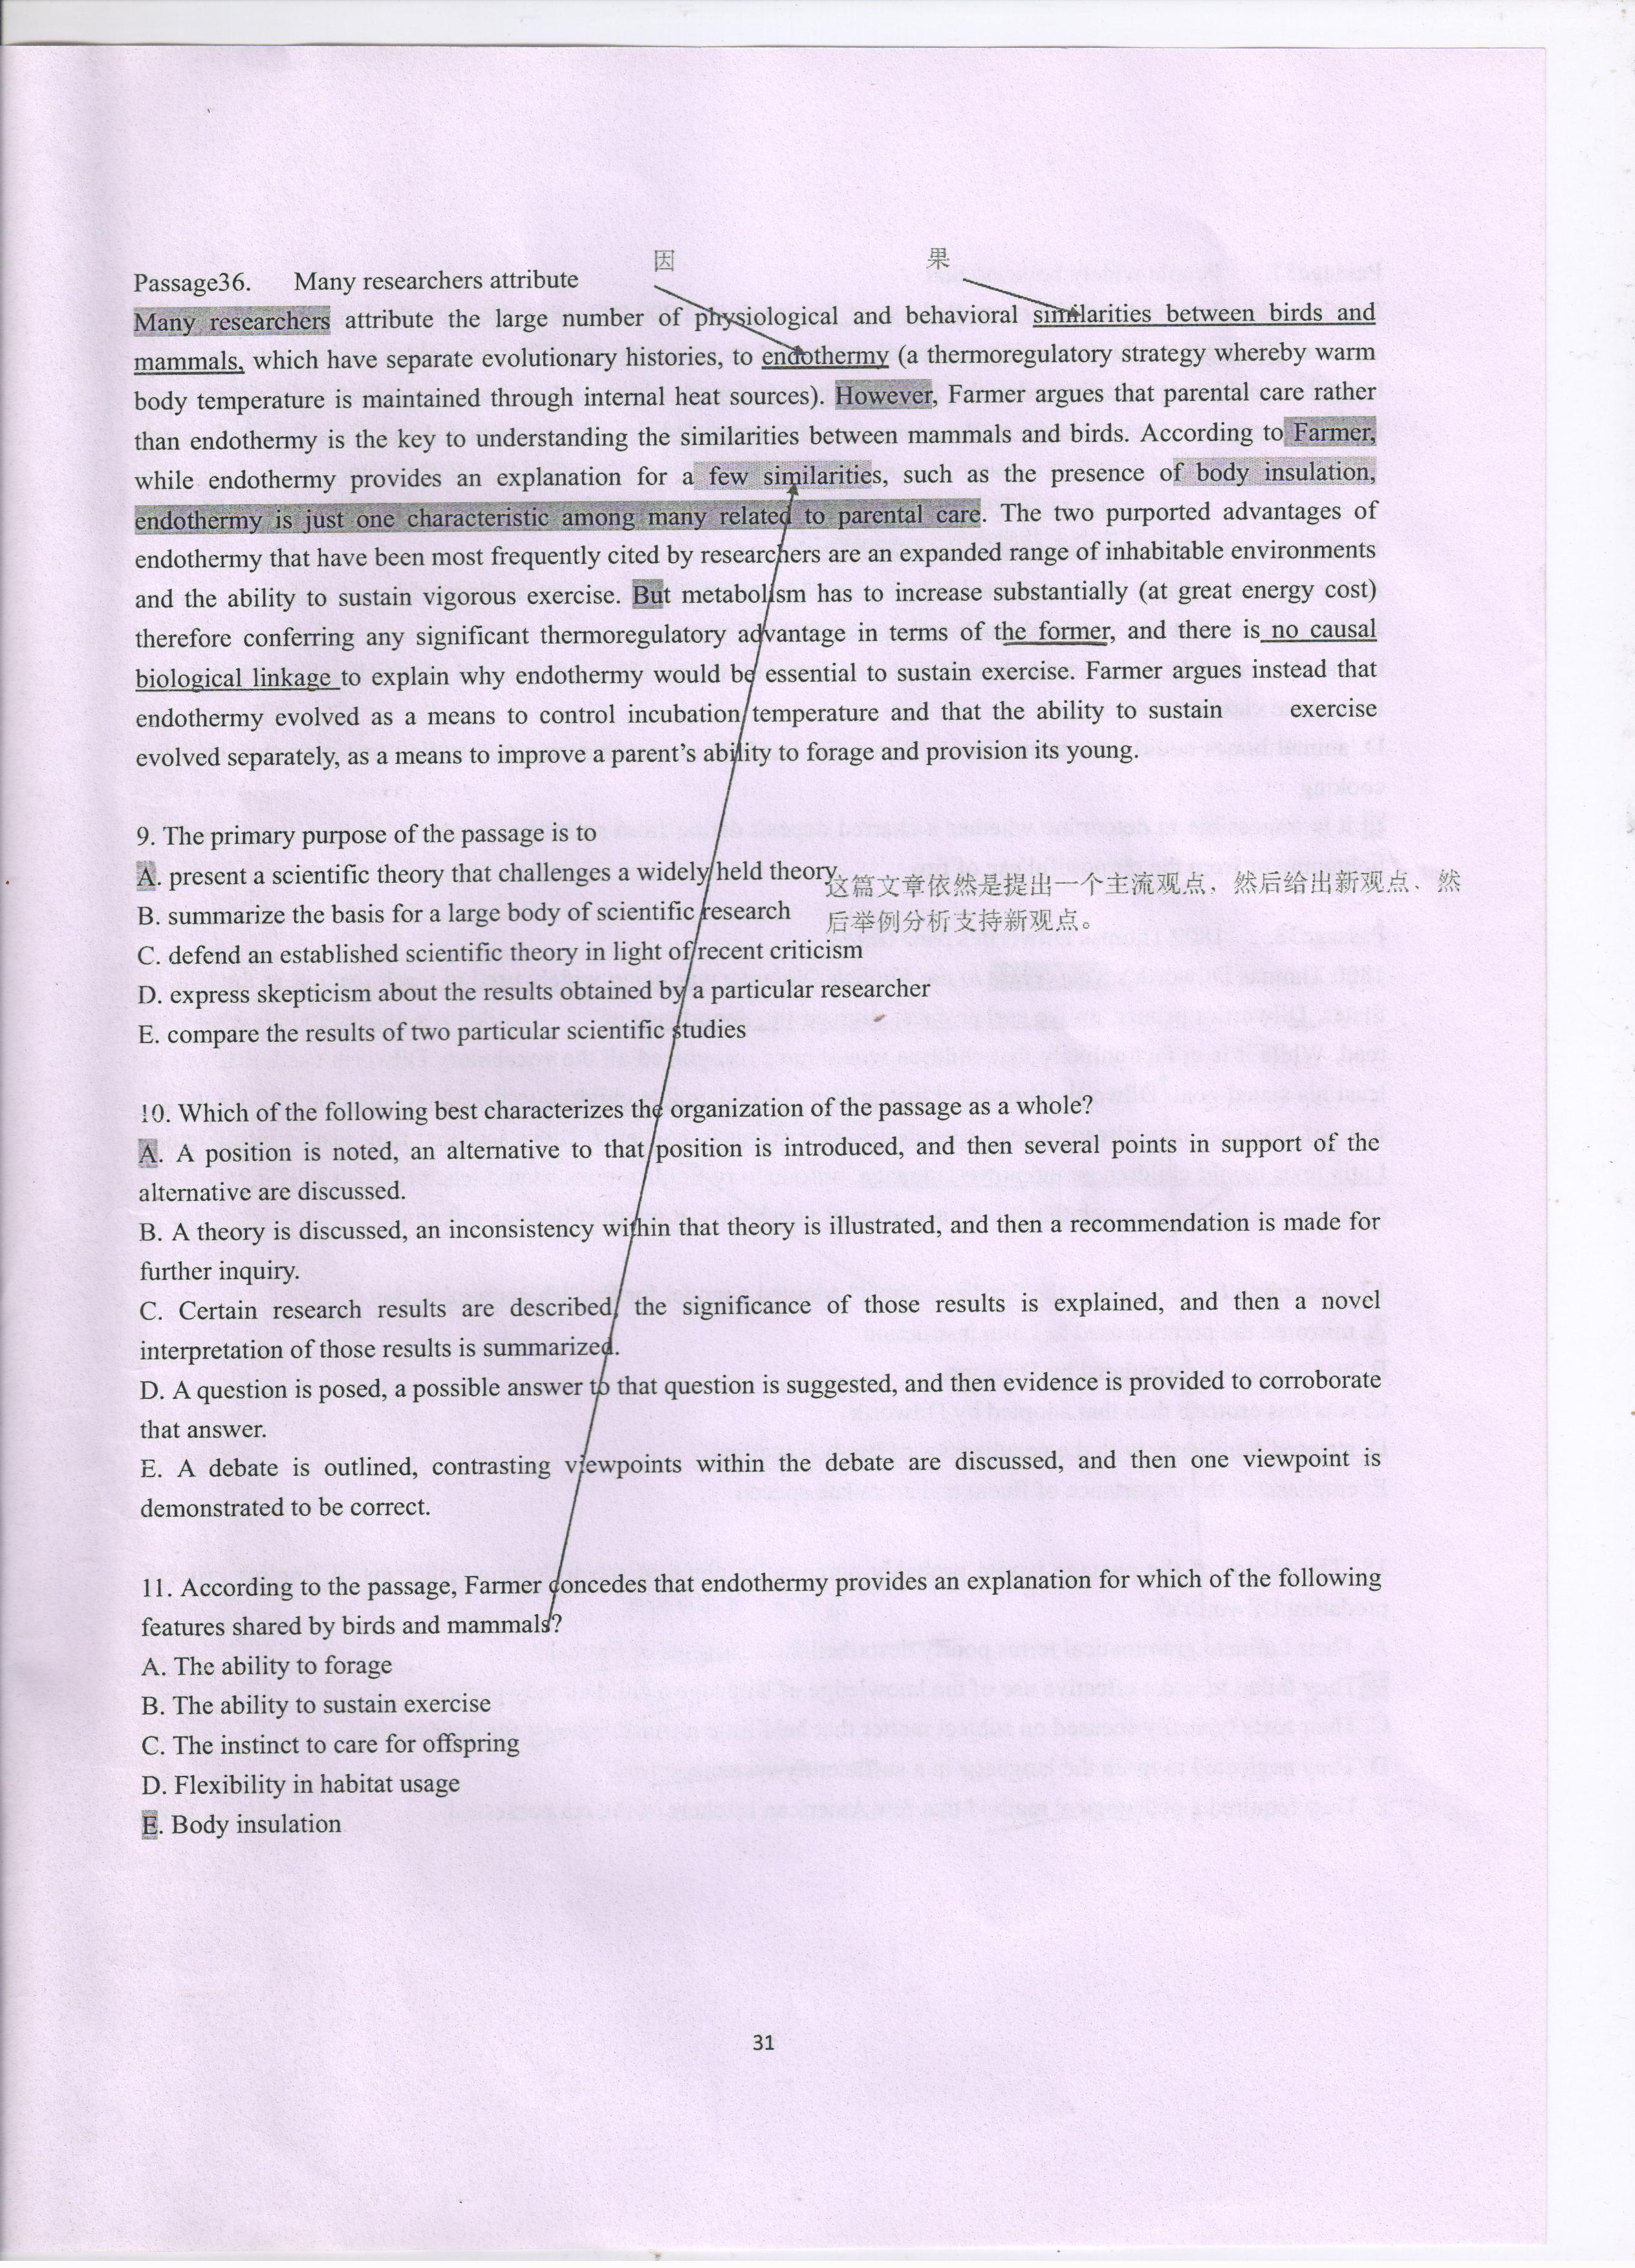 因 果
Passage36. Many researchers attribute
Many researchers attribute the large number of physiological and behavioral similarities between birds and
mammals, which have separate evolutionary histories, to endothermy (a thermoregulatory strategy whereby warm
body temperature is maintained through internal heat sources). However, Farmer argues that parental care rather
than endothermy is the key to understanding the similarities between mammals and birds. According to Farmer,
while endothermy provides an explanation for a few similarities, such as the presence of body insulation,
endothermy is just one characteristic among many related to parental care. The two purported advantages of
endothermy that have been most frequently cited by researchers are an expanded range of inhabitable environments
and the ability to sustain vigorous exercise. But metabolism has to increase substantially (at great energy cost)
therefore conferring any significant thermoregulatory advantage in terms of the former, and there is no causal
biological linkage to explain why endothermy would be essential to sustain exercise. Farmer argues instead that
endothermy evolved as a means to control incubation temperature and that the ability to sustain exercise
evolved separately, as a means to improve a parent’s ability to forage and provision its young.
9. The primary purpose of the passage is to
A. present a scientific theory that challenges a widely held theory
这篇文章依然是提出一个主流观点，然后给出新观点、然
B. summarize the basis for a large body of scientific research
后举例分析支持新观点。
C. defend an established scientific theory in light of recent criticism
D. express skepticism about the results obtained by a particular researcher
E. compare the results of two particular scientific studies
10. Which of the following best characterizes the organization of the passage as a whole?
A. A position is noted, an alternative to that position is introduced, and then several points in support of the
alternative are discussed.
B. A theory is discussed, an inconsistency within that theory is illustrated, and then a recommendation is made for
further inquiry.
C. Certain research results are described, the significance of those results is explained, and then a novel
interpretation of those results is summarized.
D. A question is posed, a possible answer to that question is suggested, and then evidence is provided to corroborate
that answer.
E. A debate is outlined, contrasting viewpoints within the debate are discussed, and then one viewpoint is
demonstrated to be correct.
11. According to the passage, Farmer concedes that endothermy provides an explanation for which of the following
features shared by birds and mammals?
A. The ability to forage
B. The ability to sustain exercise
C. The instinct to care for offspring
D. Flexibility in habitat usage
E. Body insulation
31